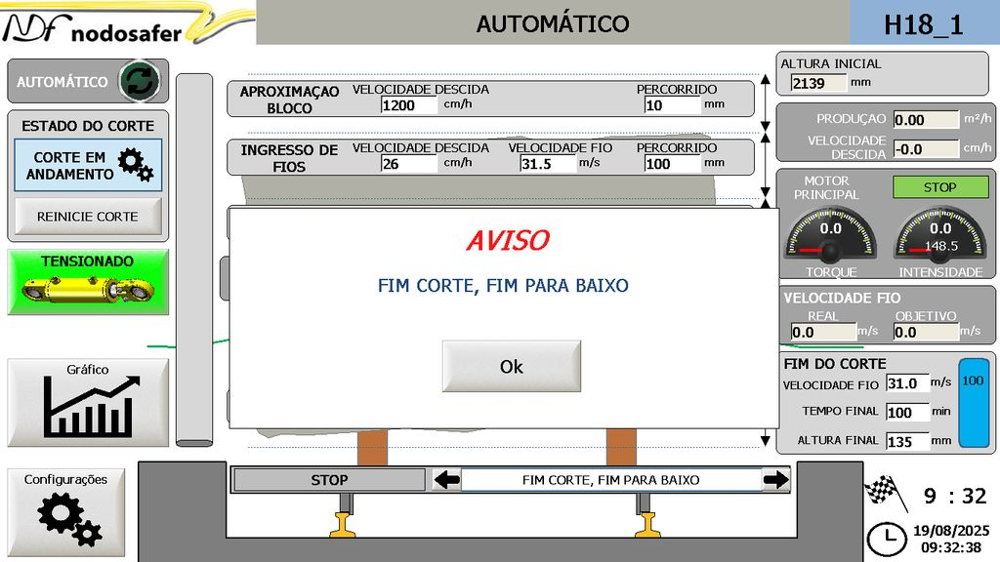 nodosafer
AUTOMÁTICO
H18_1
AUTOMÁTICO
ESTADO DO CORTE
CORTE EM
ANDAMENTO
REINICIE CORTE
TENSIONADO
Gráfico
Configurações
APROXIMAÇAO
BLOCO
VELOCIDADE DESCIDA
1200 cm/h
PERCORRIDO
10 mm
INGRESSO DE
FIOS
VELOCIDADE DESCIDA
26 cm/h
VELOCIDADE FIO
31.5 m/s
PERCORRIDO
100 mm
AVISO
FIM CORTE, FIM PARA BAIXO
Ok
STOP
FIM CORTE, FIM PARA BAIXO
ALTURA INICIAL
2139 mm
PRODUÇAO 0.00 m²/h
VELOCIDADE
DESCIDA -0.0 cm/h
MOTOR
PRINCIPAL
STOP
0.0
TORQUE
0.0
148.5
INTENSIDADE
VELOCIDADE FIO
REAL
0.0 m/s
OBJETIVO
0.0 m/s
FIM DO CORTE
VELOCIDADE FIO 31.0 m/s
TEMPO FINAL 100 min
ALTURA FINAL 135 mm
100
9 : 32
19/08/2025
09:32:38